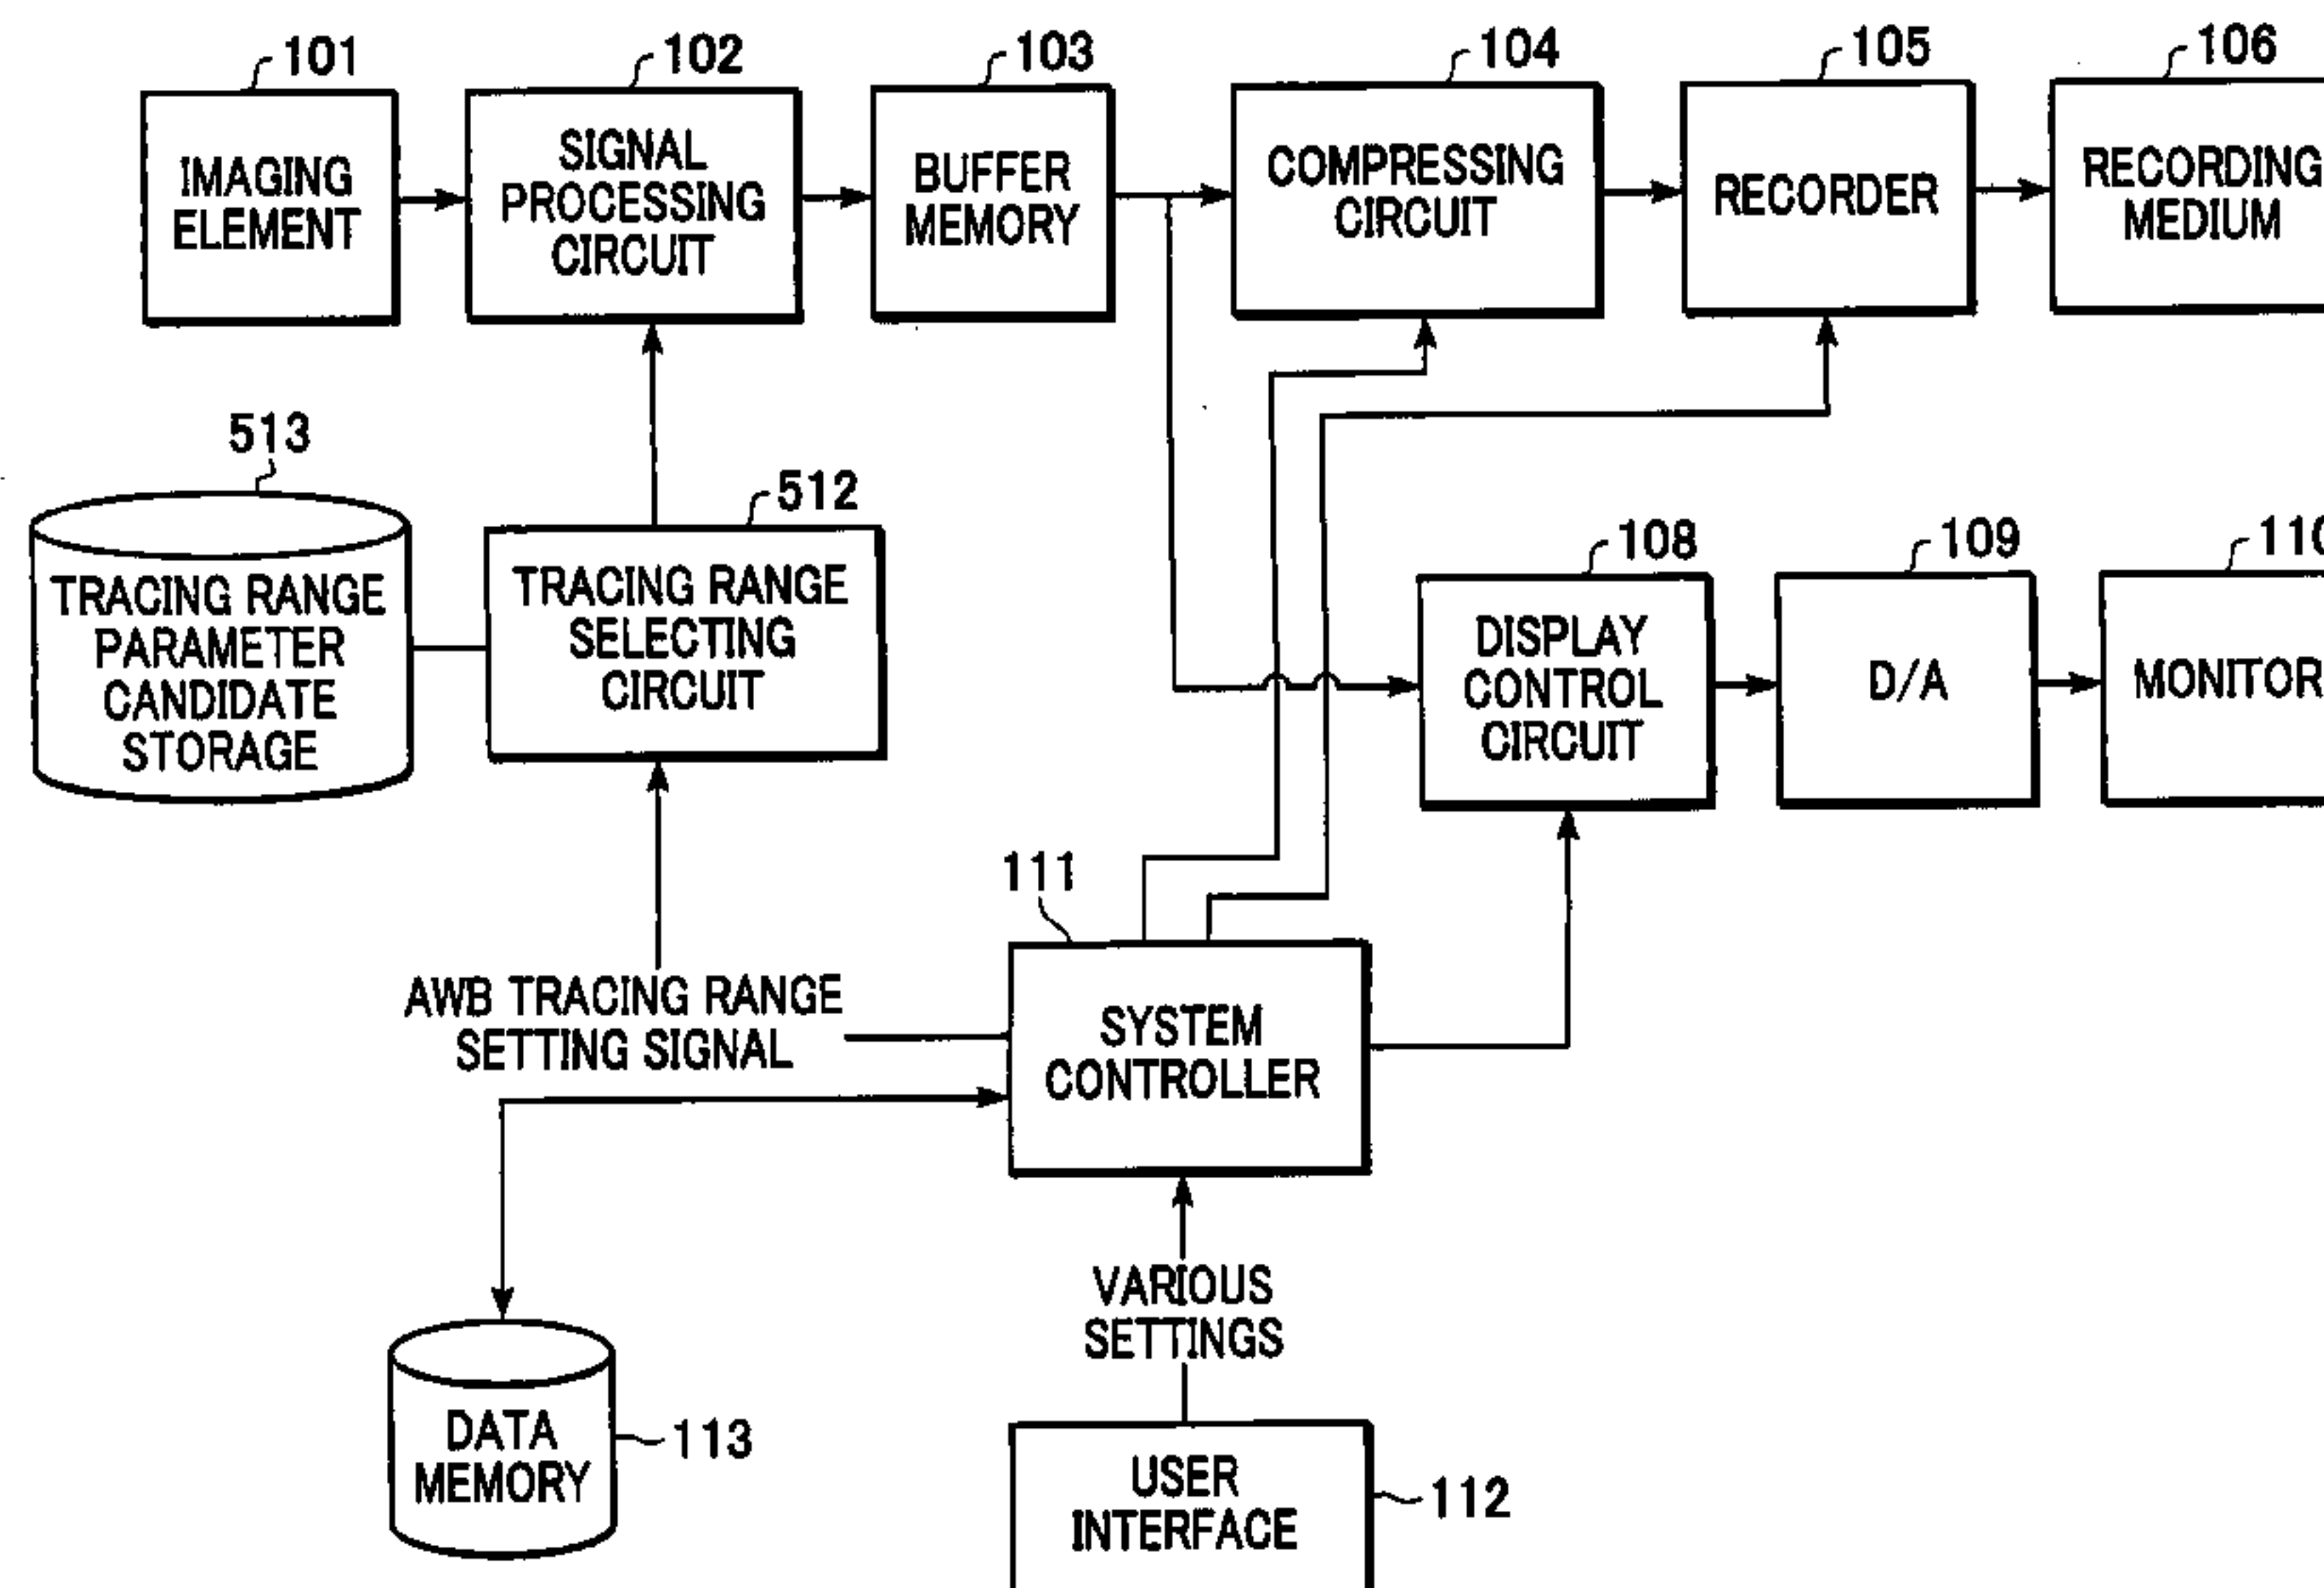 101
102
103
104
105
106
IMAGING
ELEMENT
SIGNAL
PROCESSING
CIRCUIT
BUFFER
MEMORY
COMPRESSING
CIRCUIT
RECORDER
RECORDING
MEDIUM
513
512
108
109
110
TRACING RANGE
PARAMETER
CANDIDATE
STORAGE
TRACING RANGE
SELECTING
CIRCUIT
DISPLAY
CONTROL
CIRCUIT
D/A
MONITOR
111
AWB TRACING RANGE
SETTING SIGNAL
SYSTEM
CONTROLLER
VARIOUS
SETTINGS
DATA
MEMORY
113
USER
INTERFACE
112